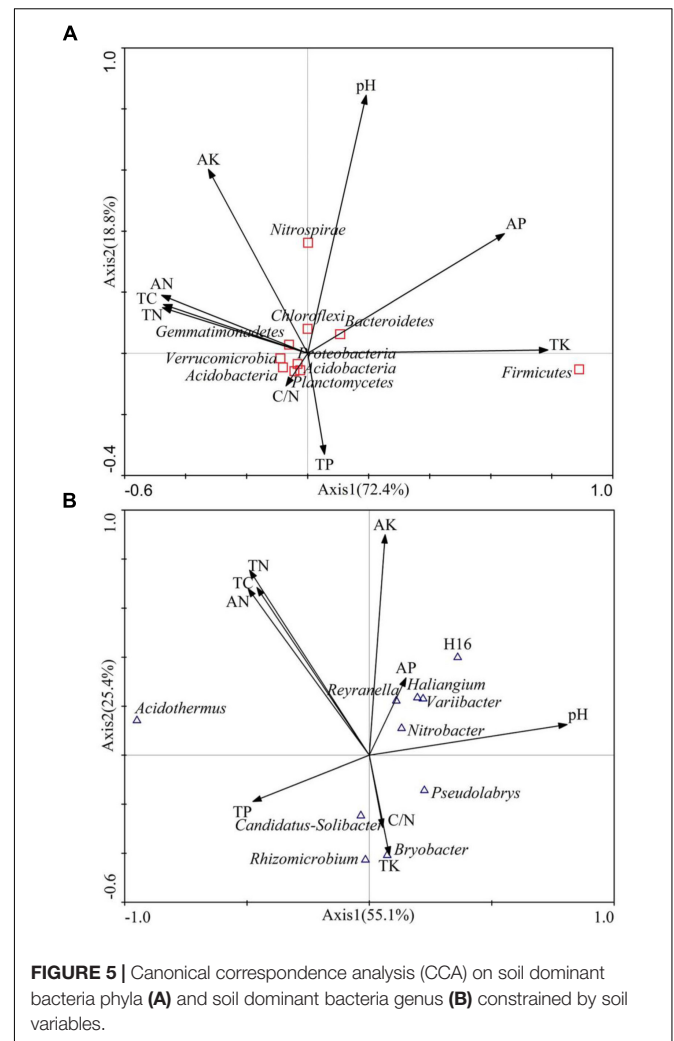 A
1.0
pH
AK
AP
Nitrospirae
Axis2(18.8%)
AN
TC
TN
Chloroflexi
Bacteroidetes
Gemmatimonadetes
TK
Proteobacteria
Verrucomicrobia
Acidobacteria
Acidobacteria
Firmicutes
Planctomycetes
C/N
TP
-0.4
-0.6
Axis1(72.4%)
1.0
B
1.0
AK
TN
TC
AN
H16
AP
Reyranella
Haliangium
Variibacter
Acidothermus
pH
Nitrobacter
Axis2(25.4%)
Pseudolabrys
TP
Candidatus-Solibacter
C/N
Bryobacter
Rhizomicrobium
TK
-0.6
-1.0
Axis1(55.1%)
1.0
FIGURE 5 | Canonical correspondence analysis (CCA) on soil dominant
bacteria phyla (A) and soil dominant bacteria genus (B) constrained by soil
variables.